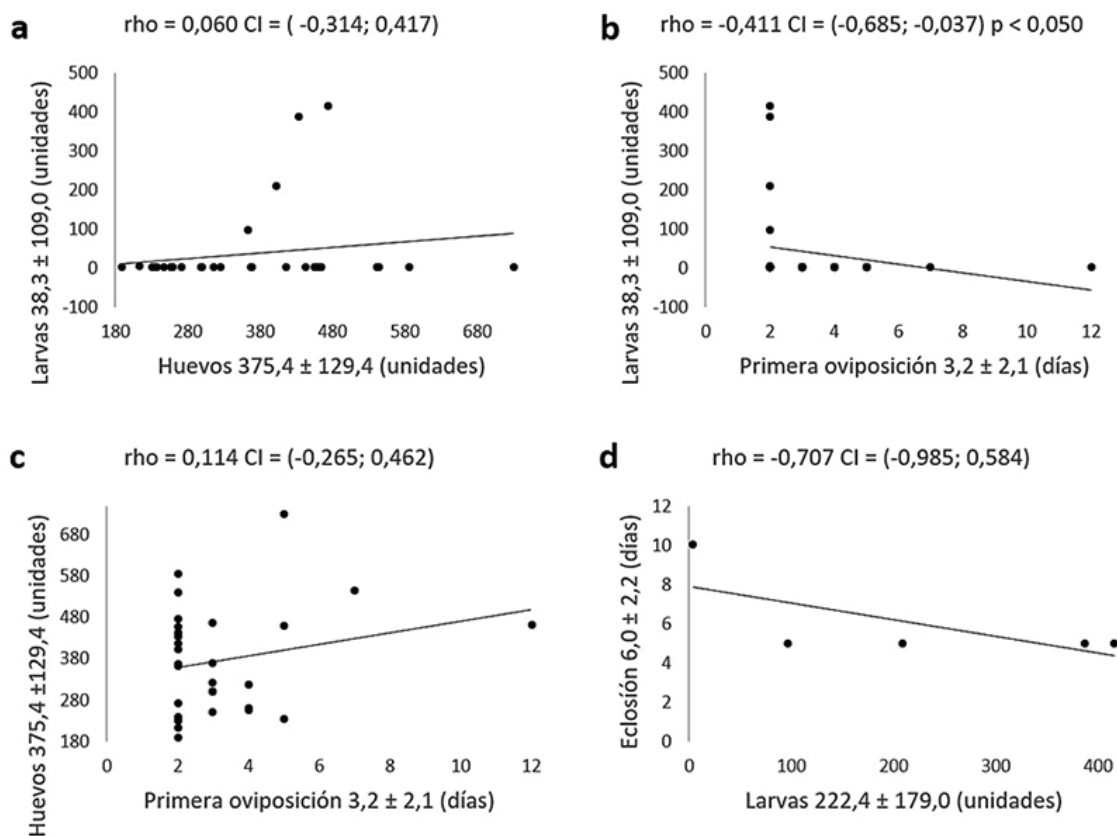 a
rho = 0,060 CI = ( -0,314; 0,417)
Larvas 38,3 ± 109,0 (unidades)
500
400
300
200
100
0
-100
180 280 380 480 580 680
Huevos 375,4 ± 129,4 (unidades)
b
rho = -0,411 CI = (-0,685; -0,037) p < 0,050
Larvas 38,3 ± 109,0 (unidades)
500
400
300
200
100
0
-100
0 2 4 6 8 10 12
Primera oviposición 3,2 ± 2,1 (días)
c
rho = 0,114 CI = (-0,265; 0,462)
Huevos 375,4 ±129,4 (unidades)
680
580
480
380
280
180
0 2 4 6 8 10 12
Primera oviposición 3,2 ± 2,1 (días)
d
rho = -0,707 CI = (-0,985; 0,584)
Eclosión 6,0 ± 2,2 (días)
12
10
8
6
4
2
0
0 100 200 300 400
Larvas 222,4 ± 179,0 (unidades)